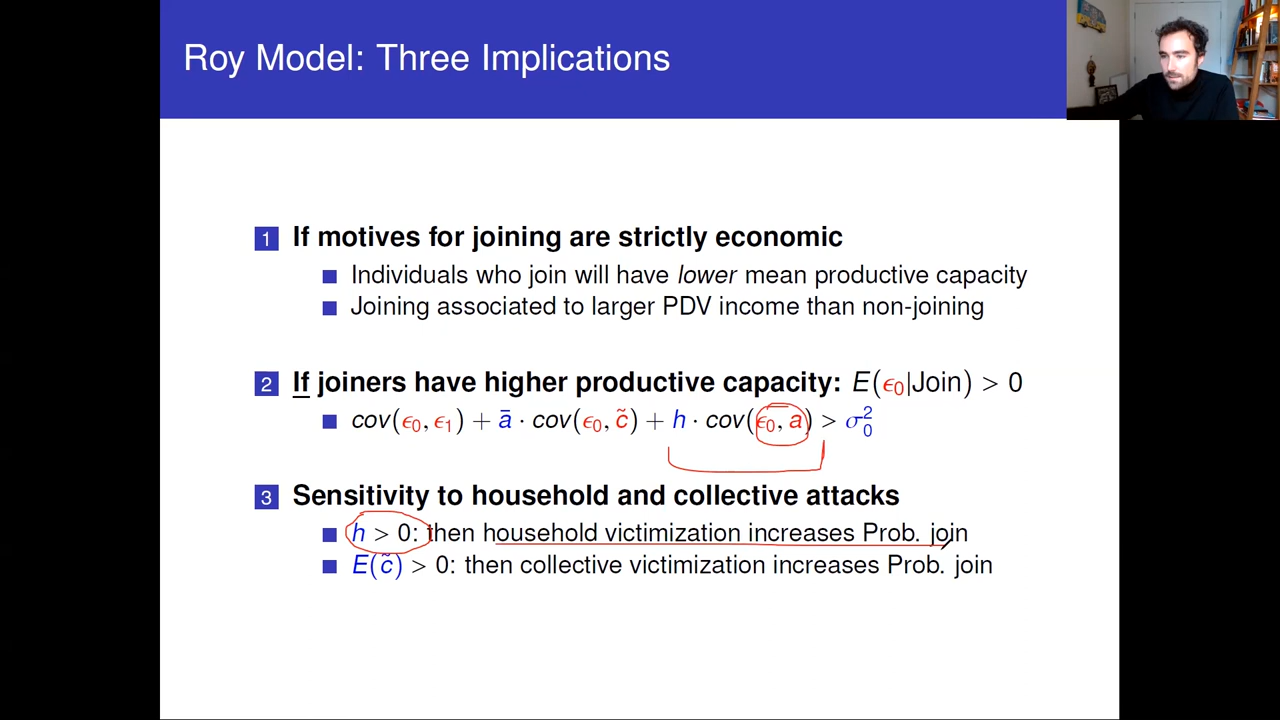 Roy Model: Three Implications
1 If motives for joining are strictly economic
Individuals who join will have lower mean productive capacity
Joining associated to larger PDV income than non-joining
2 If joiners have higher productive capacity: E(ϵ₀|Join) > 0
cov(ϵ₀, ϵ₁) + ā · cov(ϵ₀, c̃) + h · cov(ϵ₀, a) > σ₀²
3 Sensitivity to household and collective attacks
h > 0: then household victimization increases Prob. join
E(c̃) > 0: then collective victimization increases Prob. join